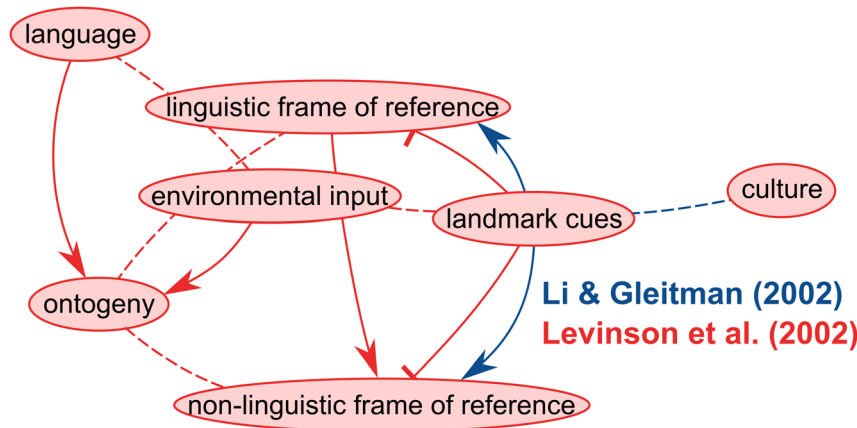 language
linguistic frame of reference
environmental input
culture
landmark cues
ontogeny
Li & Gleitman (2002)
Levinson et al. (2002)
non-linguistic frame of reference